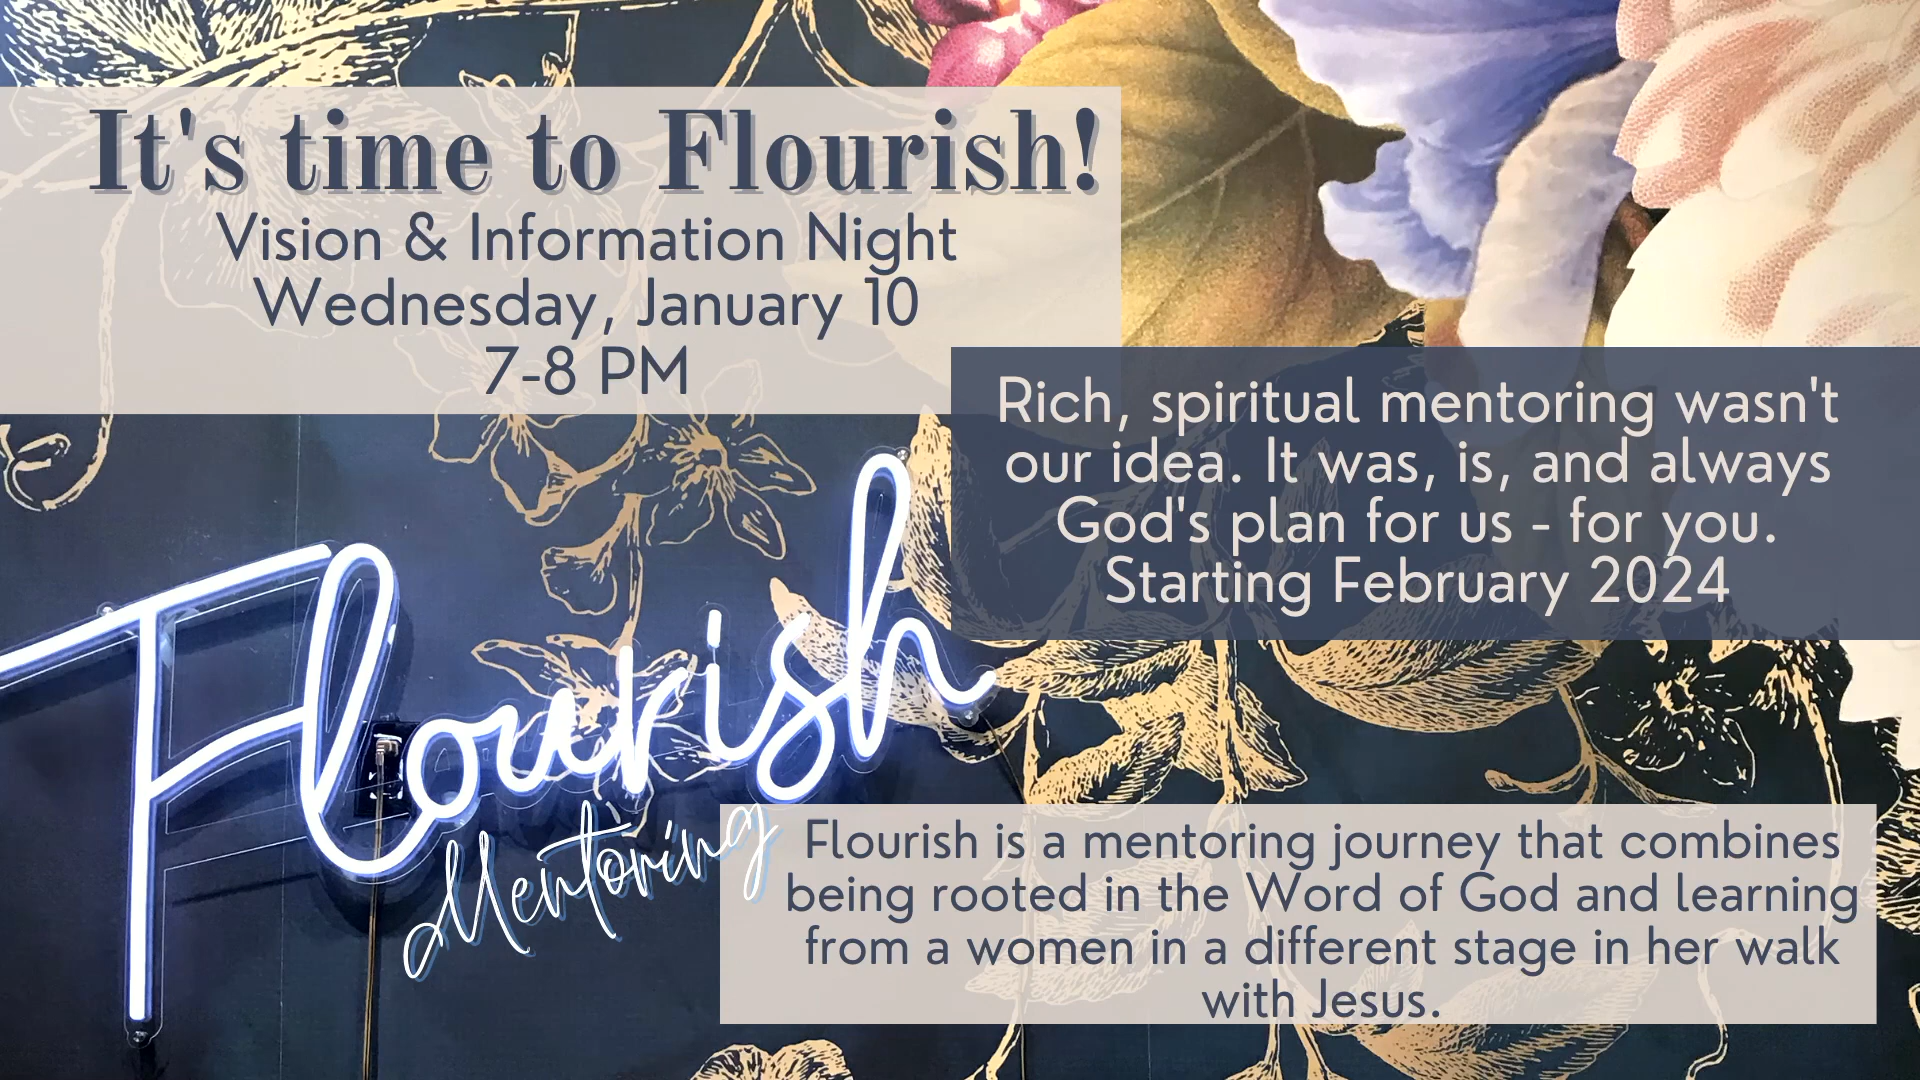 It's time to Flourish!
Vision & Information Night
Wednesday, January 10
7-8 PM
Rich, spiritual mentoring wasn't
our idea. It was, is, and always
God's plan for us - for you.
Starting February 2024
Flourish
Mentoring
Flourish is a mentoring journey that combines
being rooted in the Word of God and learning
from a women in a different stage in her walk
with Jesus.